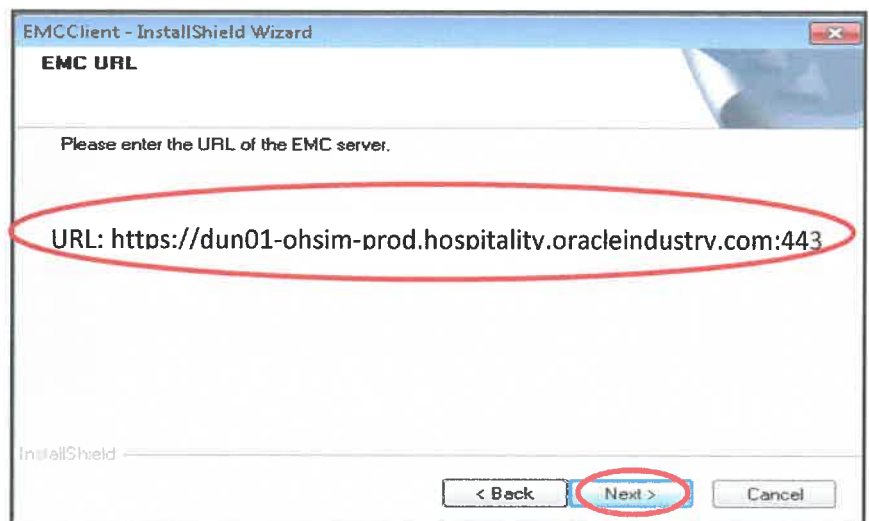 EMCClient - InstallShield Wizard
EMC URL
Please enter the URL of the EMC server.
URL: https://dun01-ohsim-prod.hospitality.oracleindustry.com:443
InstallShield
< Back Next > Cancel